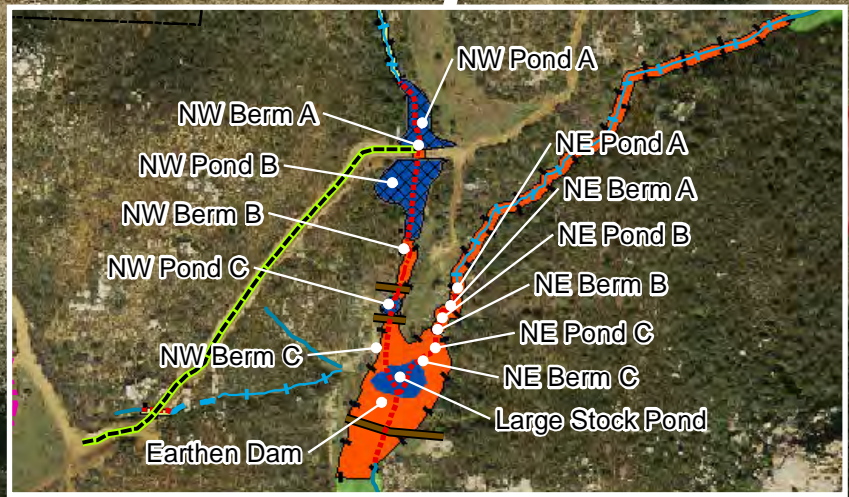 NW Pond A
NW Berm A
NE Pond A
NW Pond B
NE Berm A
NW Berm B
NE Pond B
NW Pond C
NE Berm B
NE Pond C
NW Berm C
NE Berm C
Large Stock Pond
Earthen Dam